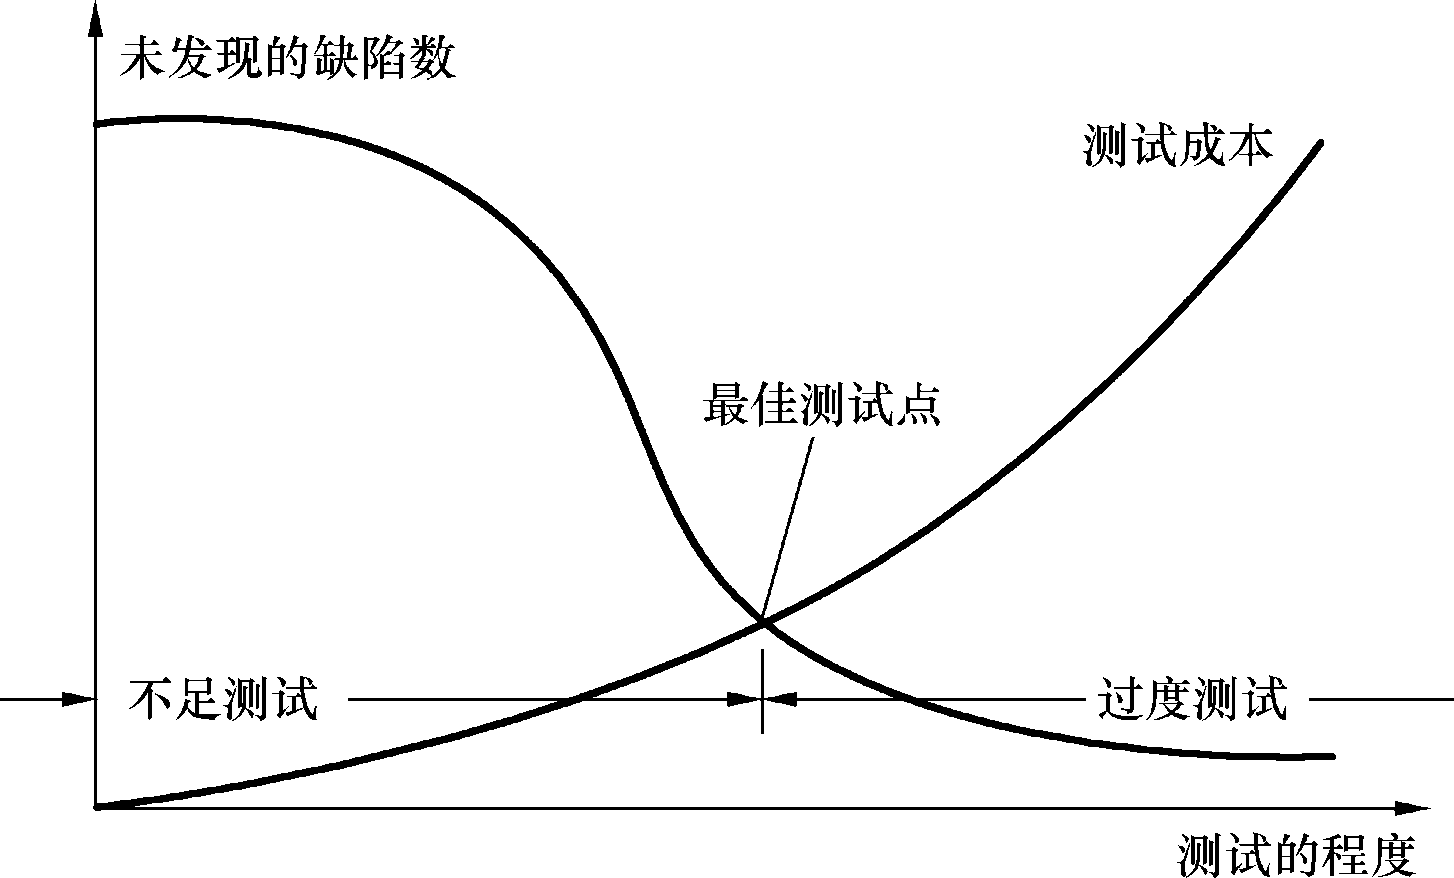 未发现的缺陷数
测试成本
最佳测试点
不足测试
过度测试
测试的程度